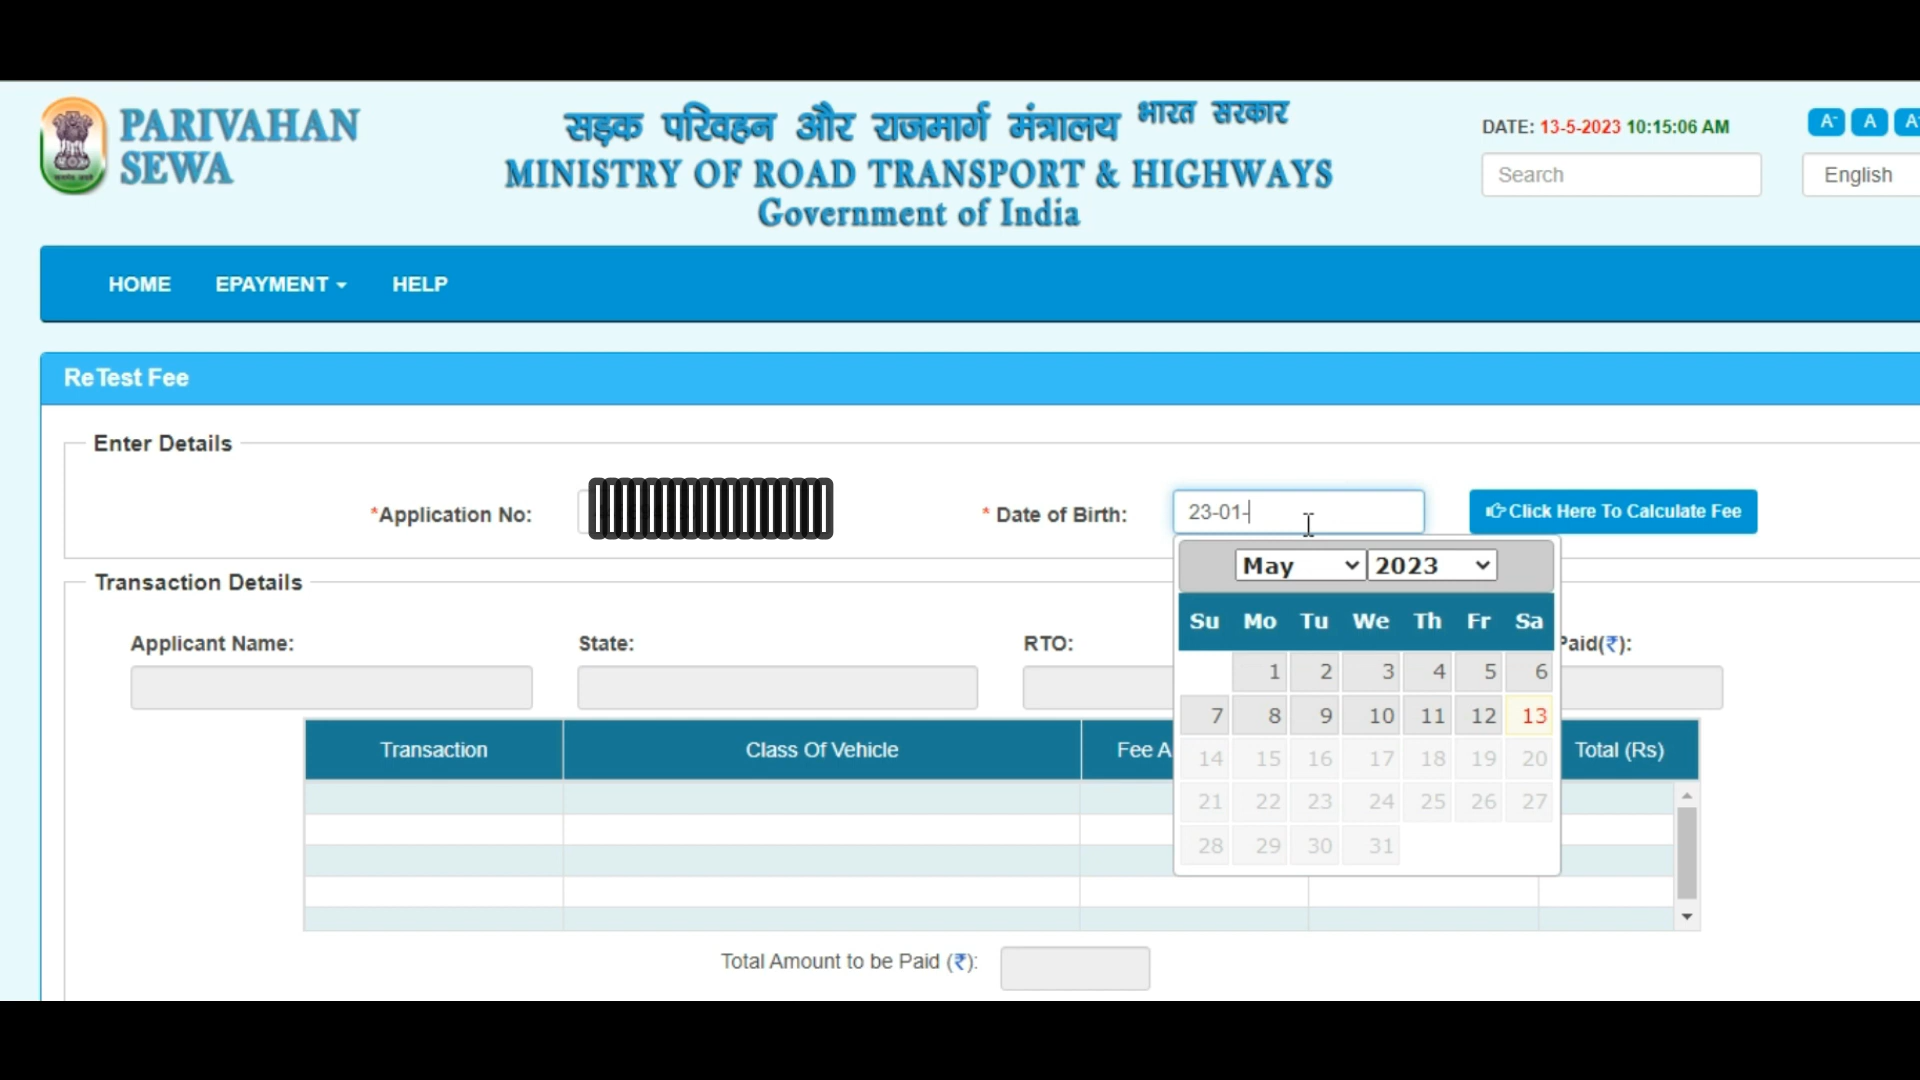 PARIVAHAN
SEWA
सड़क परिवहन और राजमार्ग मंत्रालय भारत सरकार
MINISTRY OF ROAD TRANSPORT & HIGHWAYS
Government of India
DATE: 13-5-2023 10:15:06 AM
A- A A
Search
English
HOME EPAYMENT HELP
ReTest Fee
Enter Details
*Application No:
* Date of Birth:
23-01-
Click Here To Calculate Fee
May 2023
Su Mo Tu We Th Fr Sa
1 2 3 4 5 6
7 8 9 10 11 12 13
14 15 16 17 18 19 20
21 22 23 24 25 26 27
28 29 30 31
Transaction Details
Applicant Name:
State:
RTO:
Paid(₹):
Transaction
Class Of Vehicle
Fee A
Total (Rs)
Total Amount to be Paid (₹):